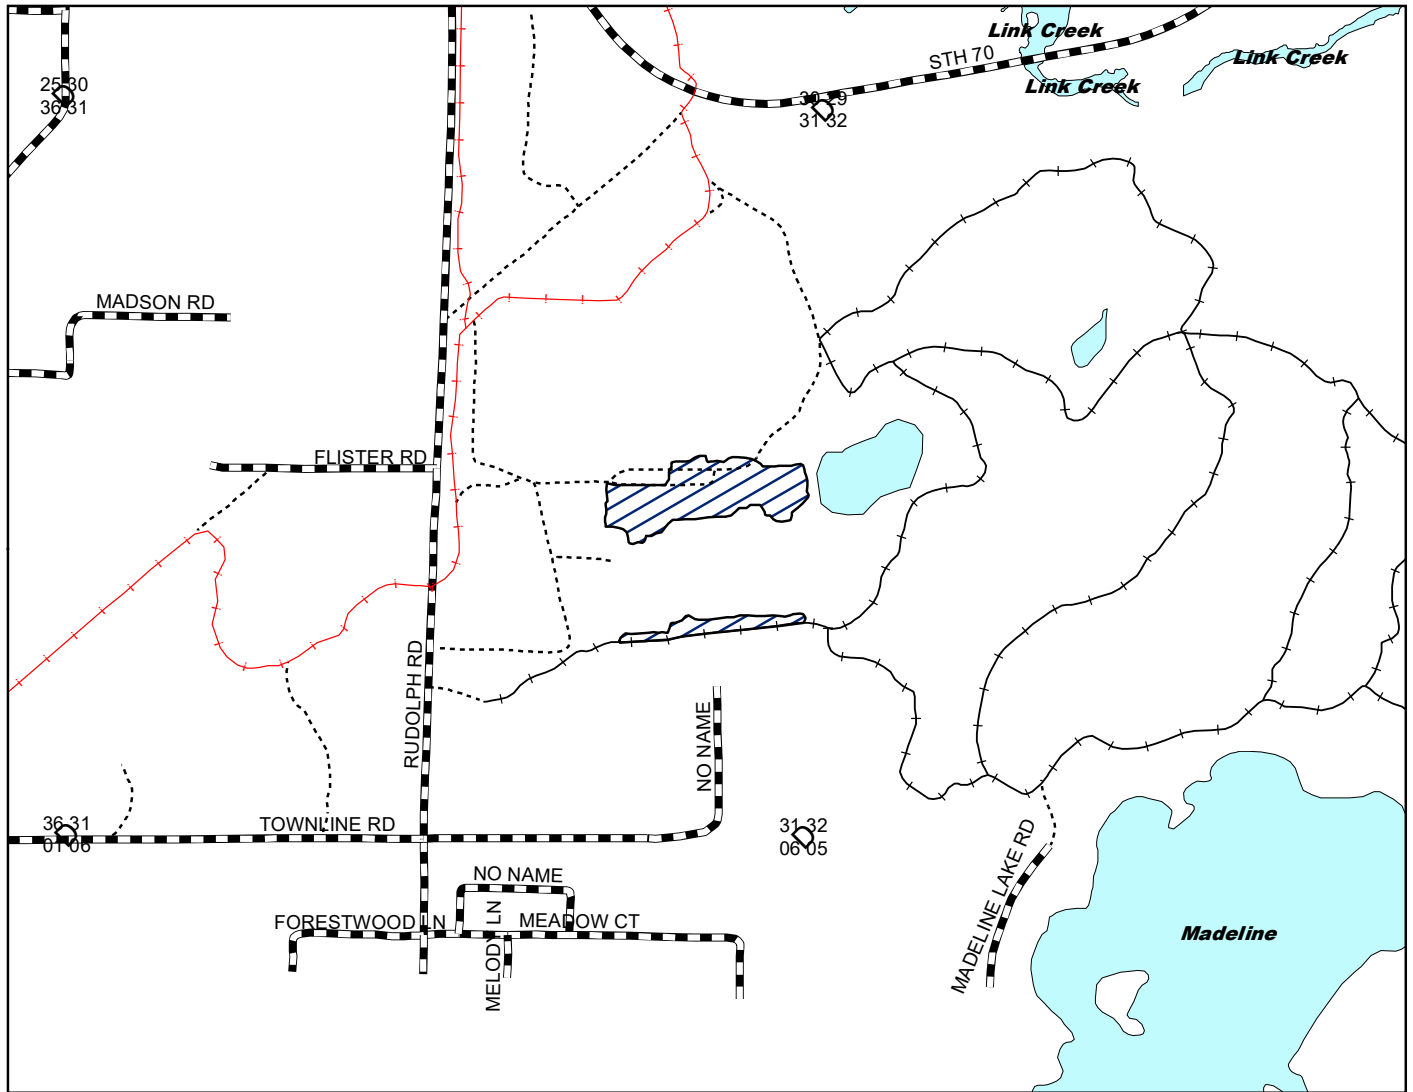 Link Creek
STH 70
Link Creek
Link Creek
25 30
36 31
30 29
31 32
MADSON RD
FLISTER RD
RUDOLPH RD
NO NAME
36 31
01 06
TOWNLINE RD
31 32
06 05
MADELINE LAKE RD
NO NAME
FORESTWOOD LN
MELODY LN
MEADOW CT
Madeline